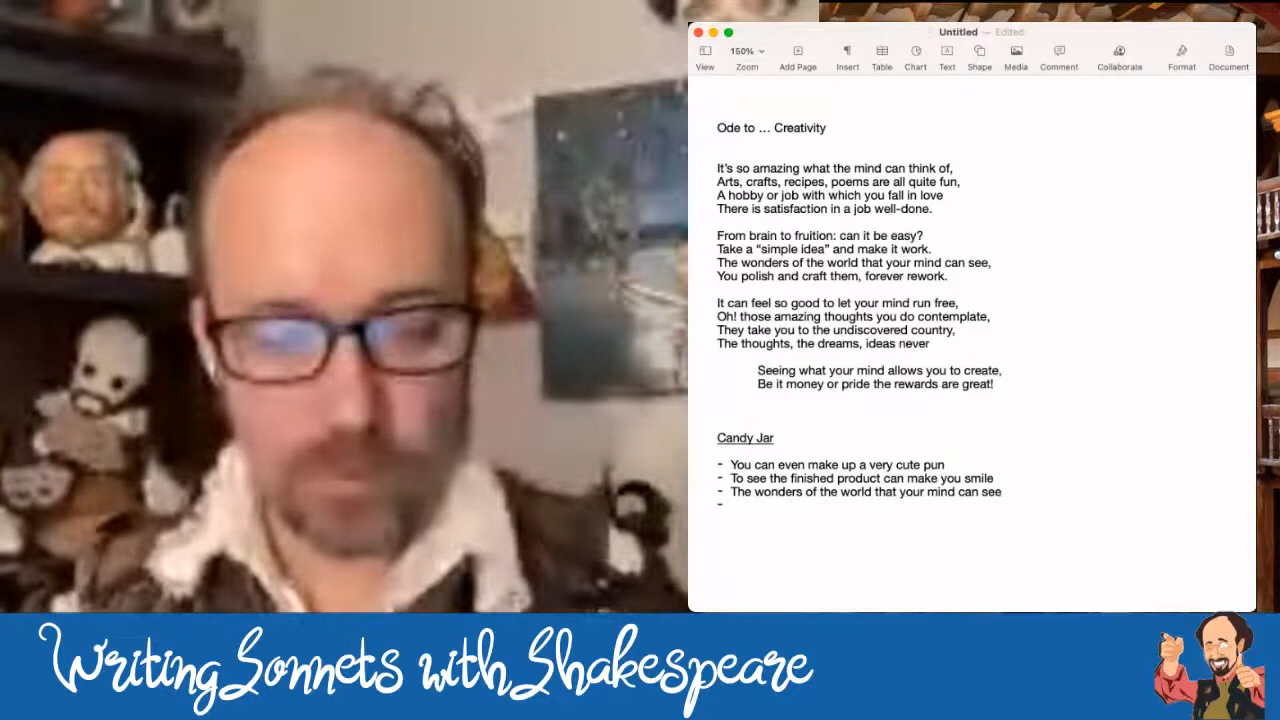 Untitled — Edited
View
150%
Zoom
Add Page
Insert
Table
Chart
Text
Shape
Media
Comment
Collaborate
Format
Document
Ode to … Creativity
It’s so amazing what the mind can think of,
Arts, crafts, recipes, poems are all quite fun,
A hobby or job with which you fall in love
There is satisfaction in a job well-done.
From brain to fruition: can it be easy?
Take a “simple idea” and make it work.
The wonders of the world that your mind can see,
You polish and craft them, forever rework.
It can feel so good to let your mind run free,
Oh! those amazing thoughts you do contemplate,
They take you to the undiscovered country,
The thoughts, the dreams, ideas never
Seeing what your mind allows you to create,
Be it money or pride the rewards are great!
Candy Jar
- You can even make up a very cute pun
- To see the finished product can make you smile
- The wonders of the world that your mind can see
-
Writing Sonnets with Shakespeare